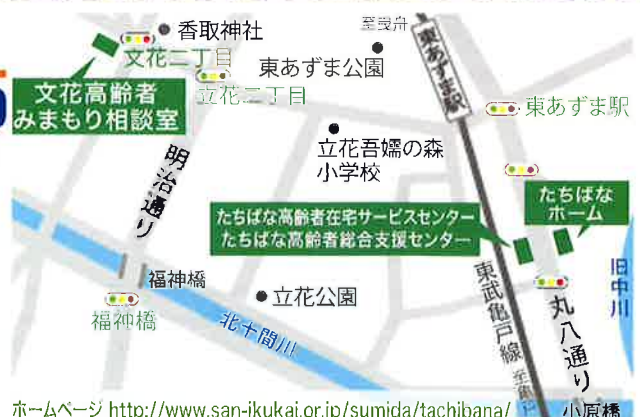 香取神社
至曳舟
文花二丁目
東あずま公園
東あずま駅
文花高齢者
みまもり相談室
立花二丁目
東あずま駅
立花吾嬬の森
小学校
明治通り
たちばな
ホーム
たちばな高齢者在宅サービスセンター
たちばな高齢者総合支援センター
福神橋
福神橋
立花公園
北十間川
東武亀戸線
丸八通り
旧中川
小原橋
ホームページ http://www.san-ikukai.or.jp/sumida/tachibana/